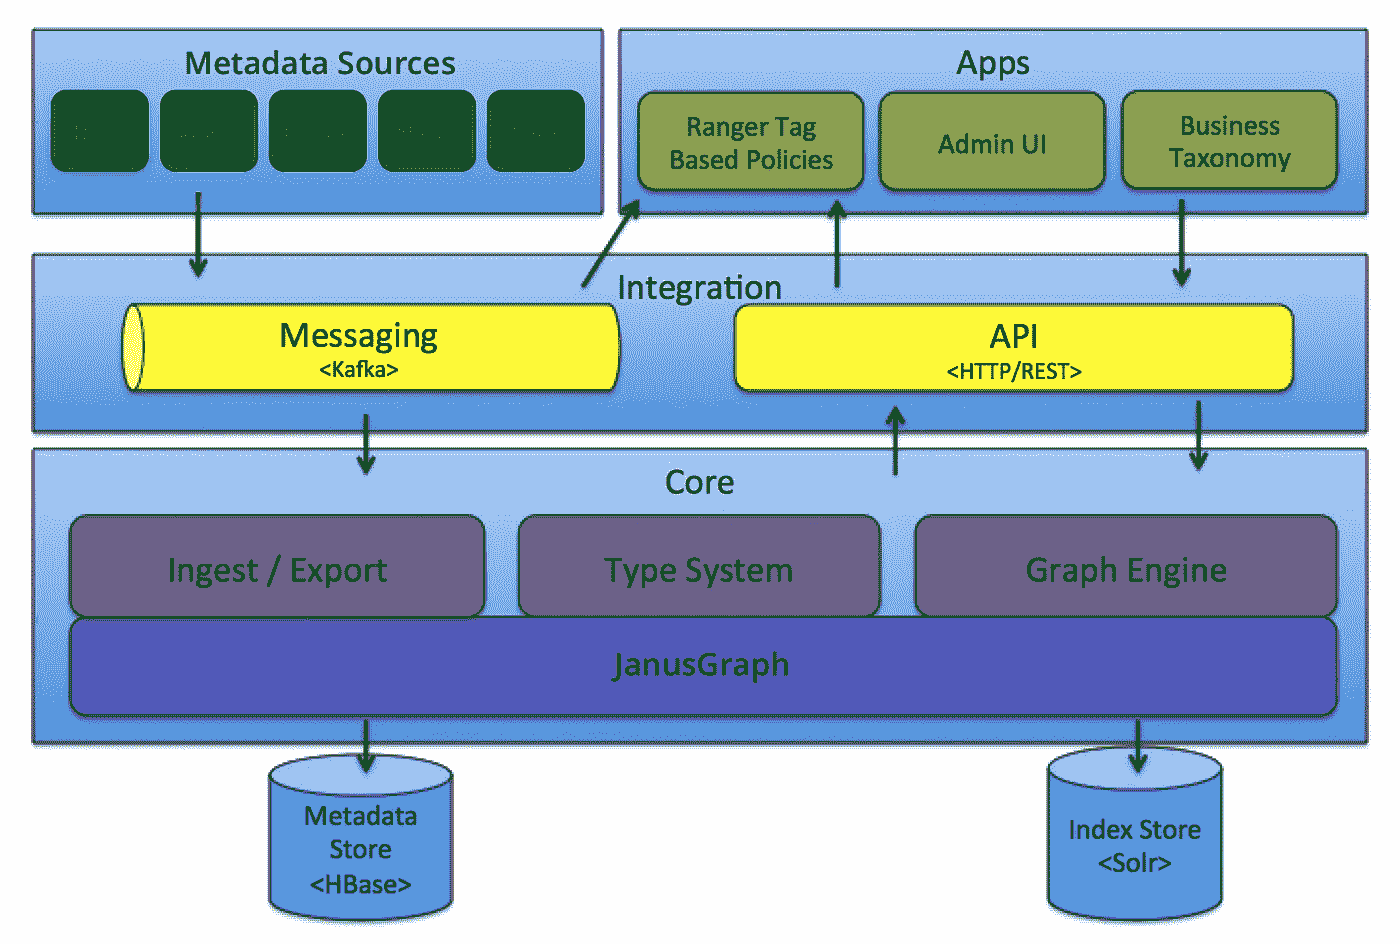 Metadata Sources
Apps
Ranger Tag
Based Policies
Admin UI
Business
Taxonomy
Integration
Messaging
<Kafka>
API
<HTTP/REST>
Core
Ingest / Export
Type System
Graph Engine
JanusGraph
Metadata
Store
<HBase>
Index Store
<Solr>